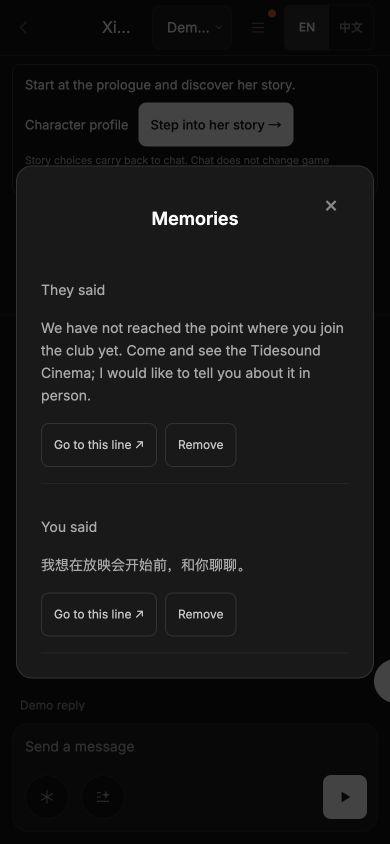 Xi...
Dem...
EN
中文
Start at the prologue and discover her story.
Character profile
Step into her story →
Story choices carry back to chat. Chat does not change game
Memories
×
They said
We have not reached the point where you join
the club yet. Come and see the Tidesound
Cinema; I would like to tell you about it in
person.
Go to this line ↗
Remove
You said
我想在放映会开始前，和你聊聊。
Go to this line ↗
Remove
Demo reply
Send a message